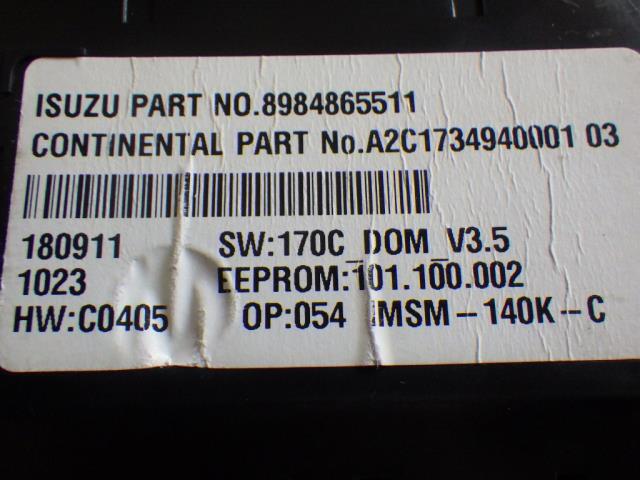 ISUZU PART NO.8984865511
CONTINENTAL PART No.A2C1734940001 03
180911 SW:170C_DOM_V3.5
1023 EEPROM:101.100.002
HW:C0405 OP:054 IMSM-140K-C